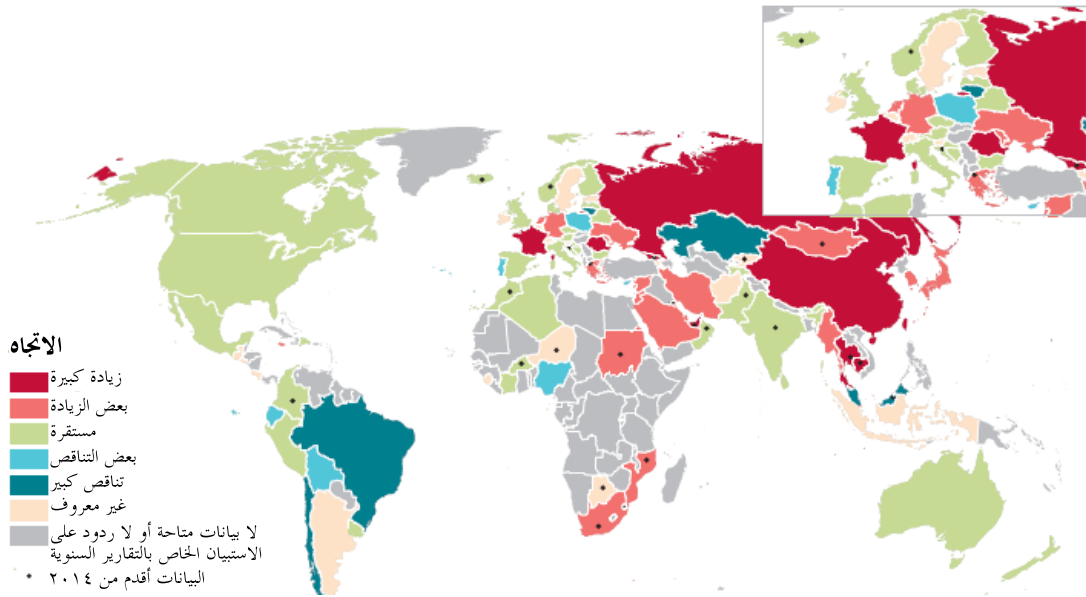 الاتجاه
زيادة كبيرة
بعض الزيادة
مستقرة
بعض التناقص
تناقص كبير
غير معروف
لا بيانات متاحة أو لا ردود على
الاستبيان الخاص بالتقارير السنوية
البيانات أقدم من ٢٠١٤